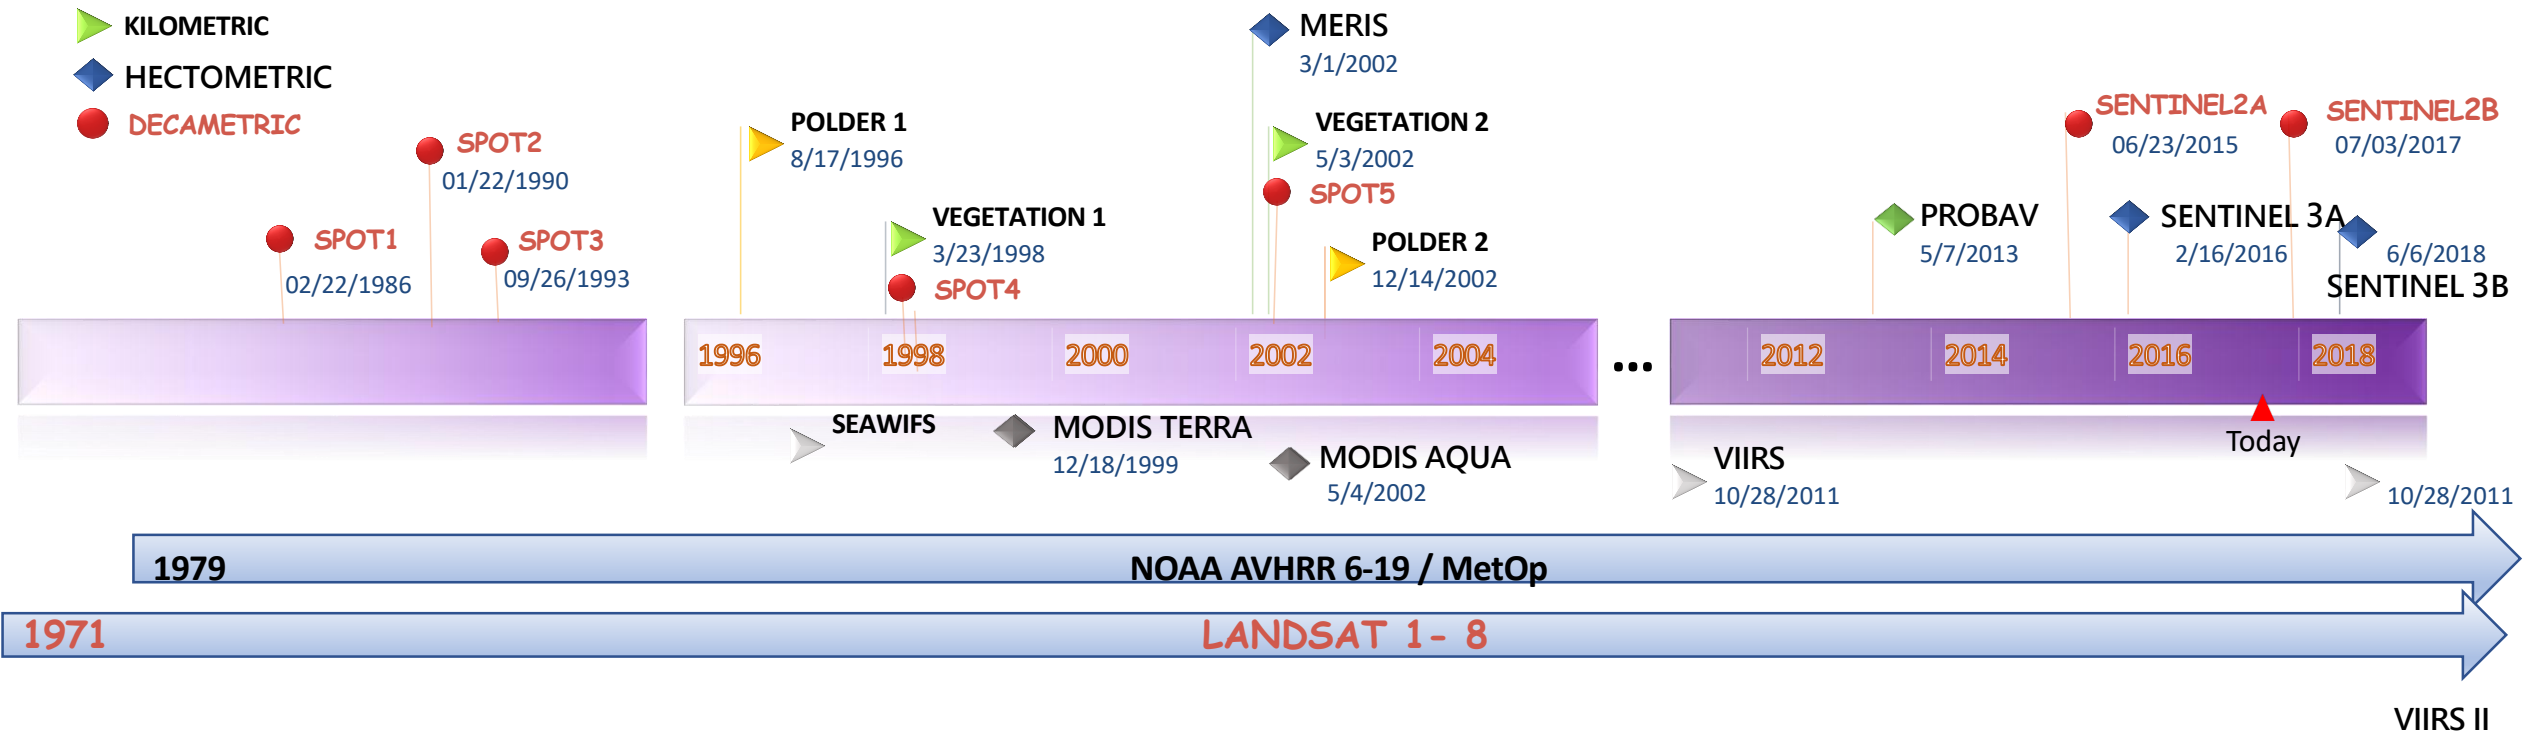 KILOMETRIC
HECTOMETRIC
DECAMETRIC
SPOT1
02/22/1986
SPOT2
01/22/1990
SPOT3
09/26/1993
POLDER 1
8/17/1996
VEGETATION 1
3/23/1998
SPOT4
MERIS
3/1/2002
VEGETATION 2
5/3/2002
SPOT5
POLDER 2
12/14/2002
PROBAV
5/7/2013
SENTINEL2A
06/23/2015
SENTINEL 3A
2/16/2016
SENTINEL2B
07/03/2017
6/6/2018
SENTINEL 3B
1996 1998 2000 2002 2004 ... 2012 2014 2016 2018
SEAWIFS
MODIS TERRA
12/18/1999
MODIS AQUA
5/4/2002
VIIRS
10/28/2011
Today
10/28/2011
1979 NOAA AVHRR 6-19 / MetOp
1971 LANDSAT 1- 8
VIIRS II